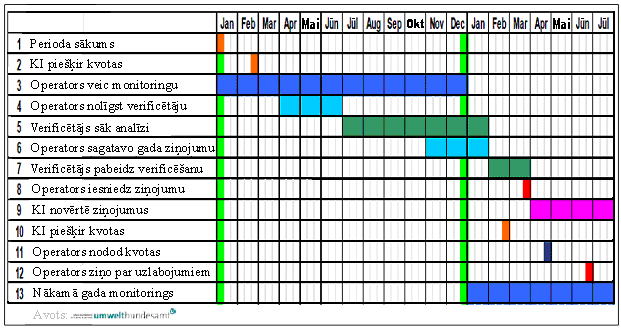 Jan Feb Mar Apr Mai Jūn Jūl Aug Sep Okt Nov Dec Jan Feb Mar Apr Mai Jūn Jūl
1 Perioda sākums
2 KI piešķir kvotas
3 Operators veic monitoringu
4 Operators nolīgst verificētāju
5 Verificētājs sāk analīzi
6 Operators sagatavo gada ziņojumu
7 Verificētājs pabeidz verificēšanu
8 Operators iesniedz ziņojumu
9 KI novērtē ziņojumus
10 KI piešķir kvotas
11 Operators nodod kvotas
12 Operators ziņo par uzlabojumiem
13 Nākamā gada monitorings
Avots: umweltbundesamt